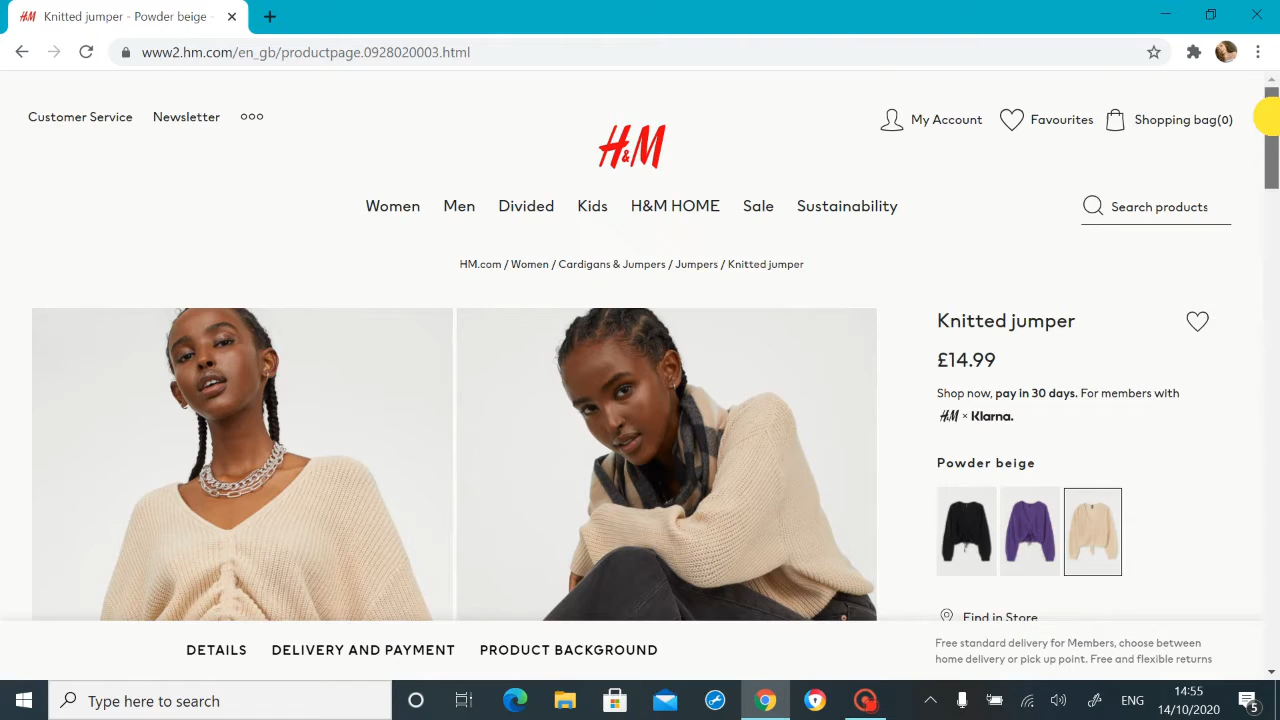 H&M Knitted jumper - Powder beige -
www2.hm.com/en_gb/productpage.0928020003.html
Customer Service Newsletter
H&M
My Account Favourites Shopping bag(0)
Women Men Divided Kids H&M HOME Sale Sustainability
Search products
HM.com / Women / Cardigans & Jumpers / Jumpers / Knitted jumper
Knitted jumper
£14.99
Shop now, pay in 30 days. For members with
H&M × Klarna.
Powder beige
Find in Store
DETAILS DELIVERY AND PAYMENT PRODUCT BACKGROUND
Free standard delivery for Members, choose between
home delivery or pick up point. Free and flexible returns
Type here to search
ENG
14:55
14/10/2020
5